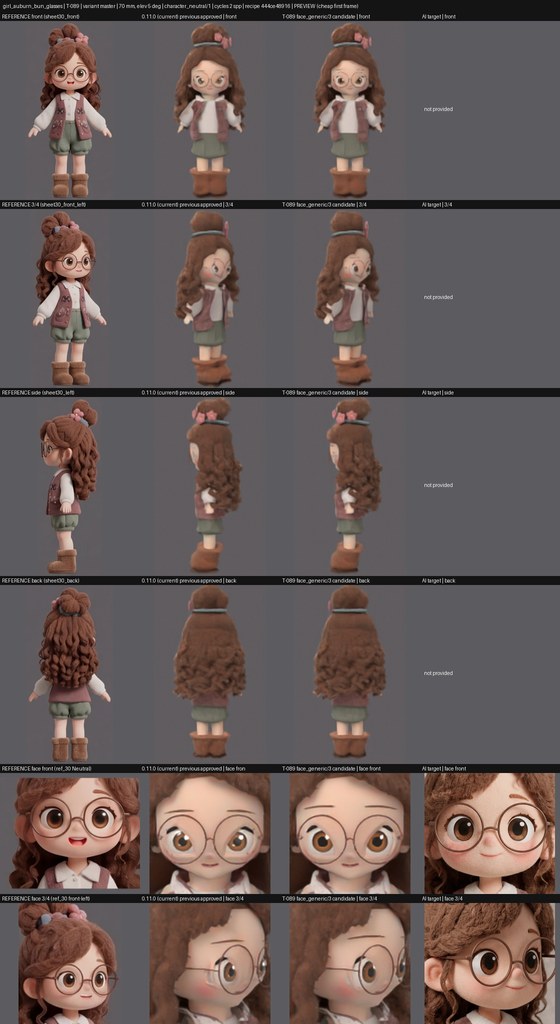 girl_auburn_bun_glasses | T-089 | variant master | 70 mm, elev 5 deg | character_neutral/1 | cycles 2 spp | recipe 444ce48916 | PREVIEW (cheap first frame)
REFERENCE front (sheet30_front) 0.11.0 (current) previous approved | front T-089 face_generic/3 candidate | front AI target | front
not provided
REFERENCE 3/4 (sheet30_front_left) 0.11.0 (current) previous approved | 3/4 T-089 face_generic/3 candidate | 3/4 AI target | 3/4
not provided
REFERENCE side (sheet30_left) 0.11.0 (current) previous approved | side T-089 face_generic/3 candidate | side AI target | side
not provided
REFERENCE back (sheet30_back) 0.11.0 (current) previous approved | back T-089 face_generic/3 candidate | back AI target | back
not provided
REFERENCE face front (ref_30 Neutral) 0.11.0 (current) previous approved | face fron T-089 face_generic/3 candidate | face front AI target | face front
REFERENCE face 3/4 (ref_30 front-left) 0.11.0 (current) previous approved | face 3/4 T-089 face_generic/3 candidate | face 3/4 AI target | face 3/4